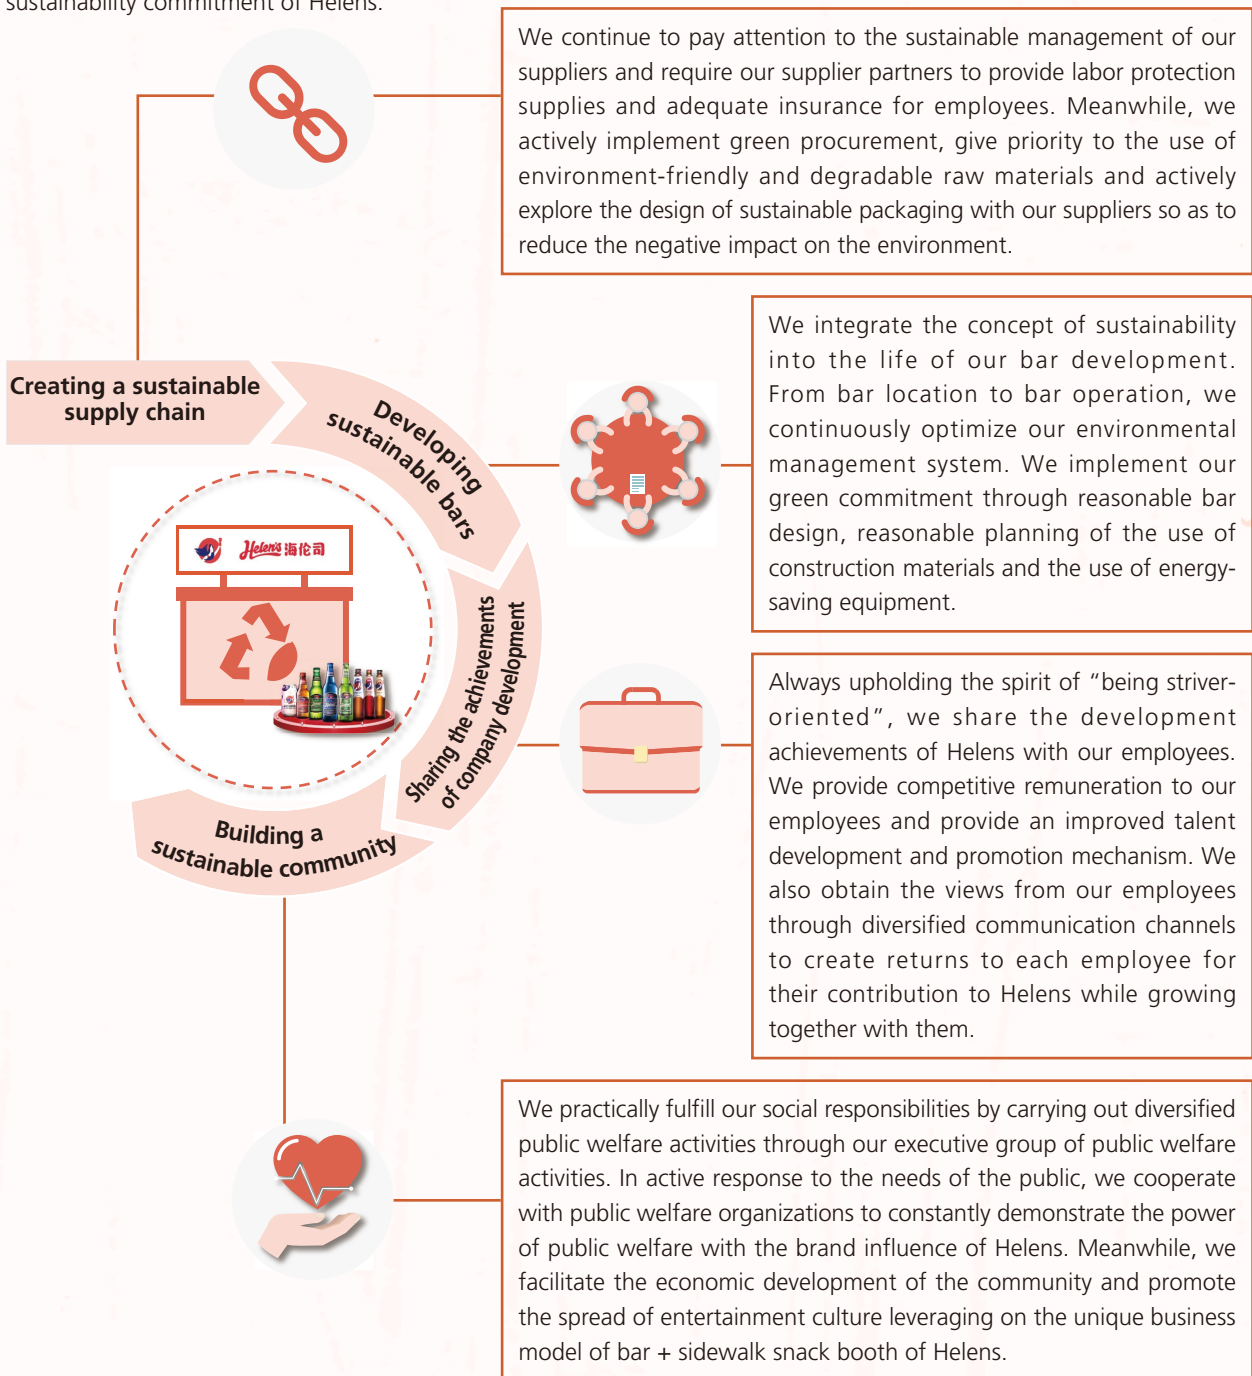 sustainability commitment of Helens.
We continue to pay attention to the sustainable management of our
suppliers and require our supplier partners to provide labor protection
supplies and adequate insurance for employees. Meanwhile, we
actively implement green procurement, give priority to the use of
environment-friendly and degradable raw materials and actively
explore the design of sustainable packaging with our suppliers so as to
reduce the negative impact on the environment.
Creating a sustainable
supply chain
Developing
sustainable bars
We integrate the concept of sustainability
into the life of our bar development.
From bar location to bar operation, we
continuously optimize our environmental
management system. We implement our
green commitment through reasonable bar
design, reasonable planning of the use of
construction materials and the use of energy-
saving equipment.
Helen's 海伦司
Sharing the achievements
of company development
Always upholding the spirit of “being striver-
oriented”, we share the development
achievements of Helens with our employees.
We provide competitive remuneration to our
employees and provide an improved talent
development and promotion mechanism. We
also obtain the views from our employees
through diversified communication channels
to create returns to each employee for
their contribution to Helens while growing
together with them.
Building a
sustainable community
We practically fulfill our social responsibilities by carrying out diversified
public welfare activities through our executive group of public welfare
activities. In active response to the needs of the public, we cooperate
with public welfare organizations to constantly demonstrate the power
of public welfare with the brand influence of Helens. Meanwhile, we
facilitate the economic development of the community and promote
the spread of entertainment culture leveraging on the unique business
model of bar + sidewalk snack booth of Helens.